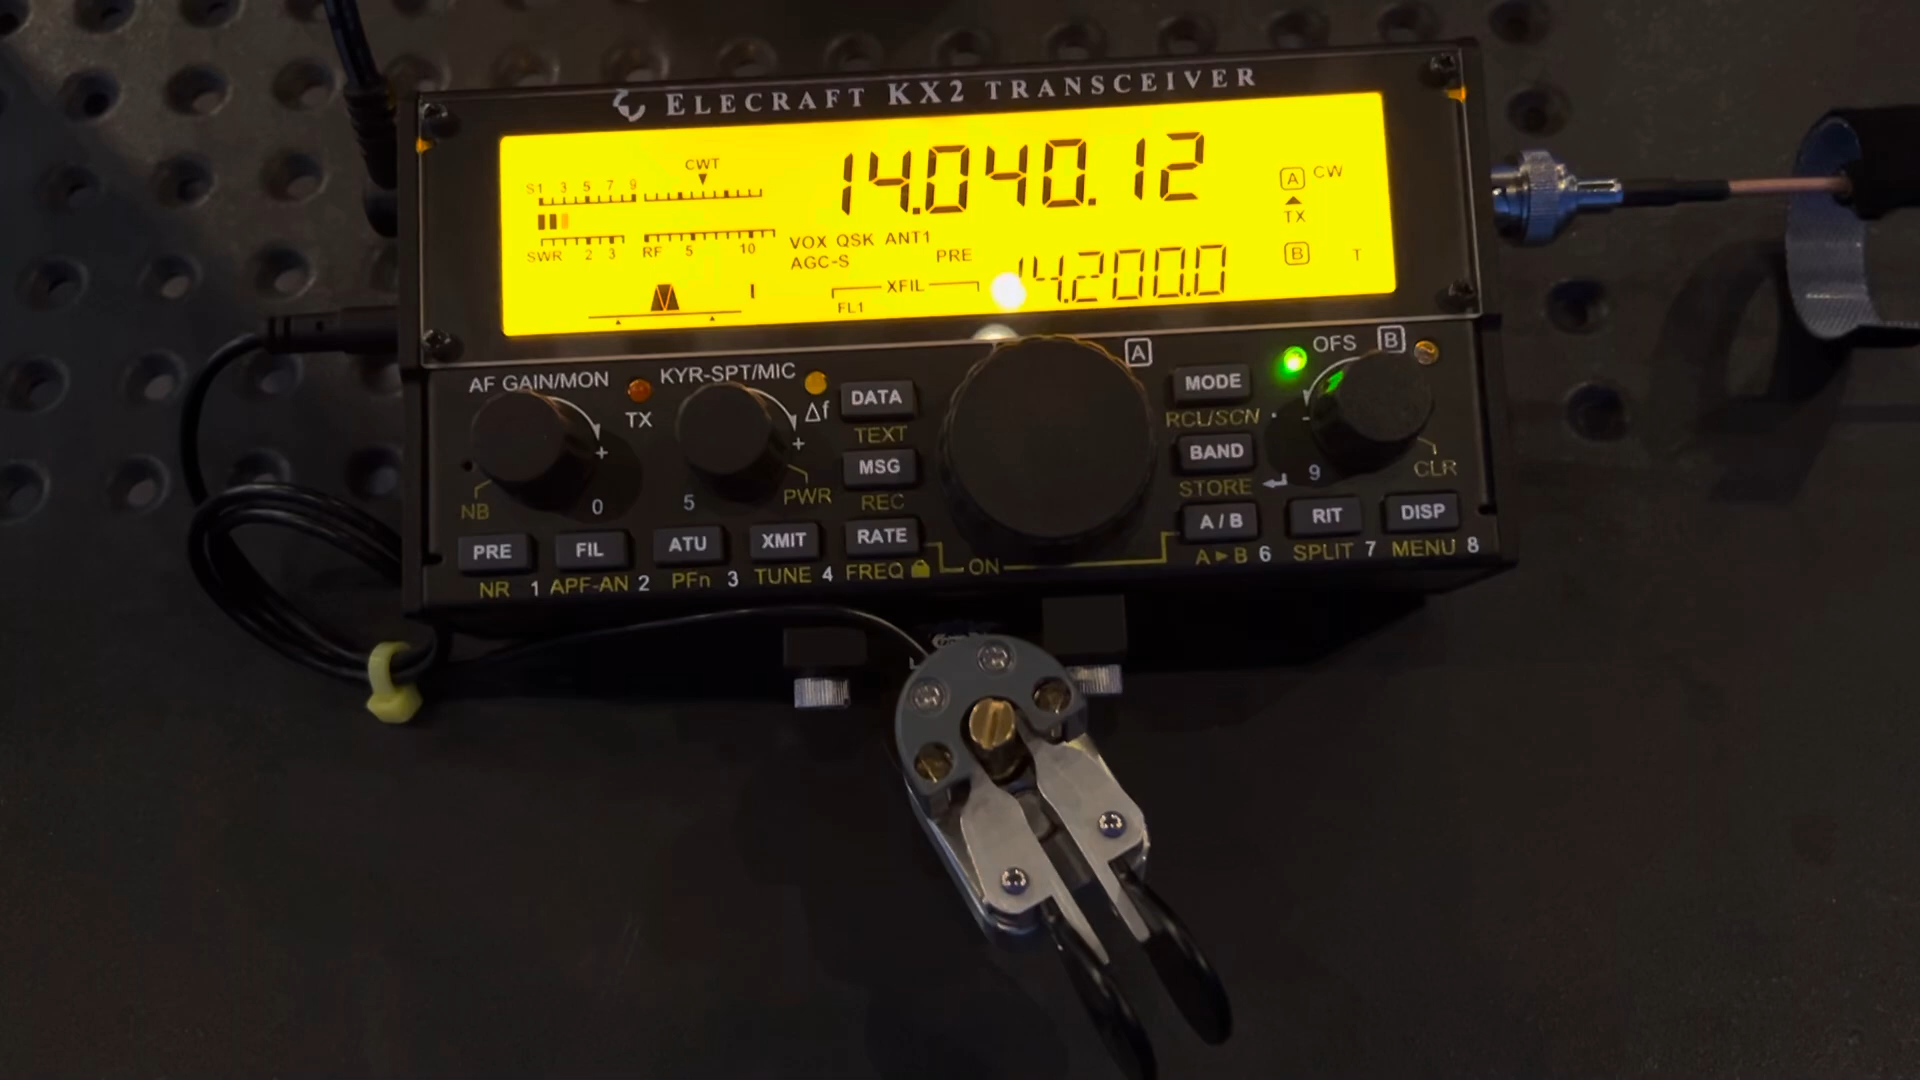 ELECRAFT KX2 TRANSCEIVER
CWT
S1 3 5 7 9
14.040.12
A CW
TX
SWR 2 3 RF 5 10
VOX QSK ANT1
AGC-S PRE
14.200.0
B T
XFIL
FL1
AF GAIN/MON
TX
KYR-SPT/MIC
Δf
A
OFS B
DATA
TEXT
MODE
RCL/SCN
- +
NB
0
5
+
PWR
MSG
REC
BAND
STORE
9
CLR
PRE FIL ATU XMIT RATE
A / B RIT DISP
NR 1 APF-AN 2 PFn 3 TUNE 4 FREQ
ON
A ► B 6 SPLIT 7 MENU 8